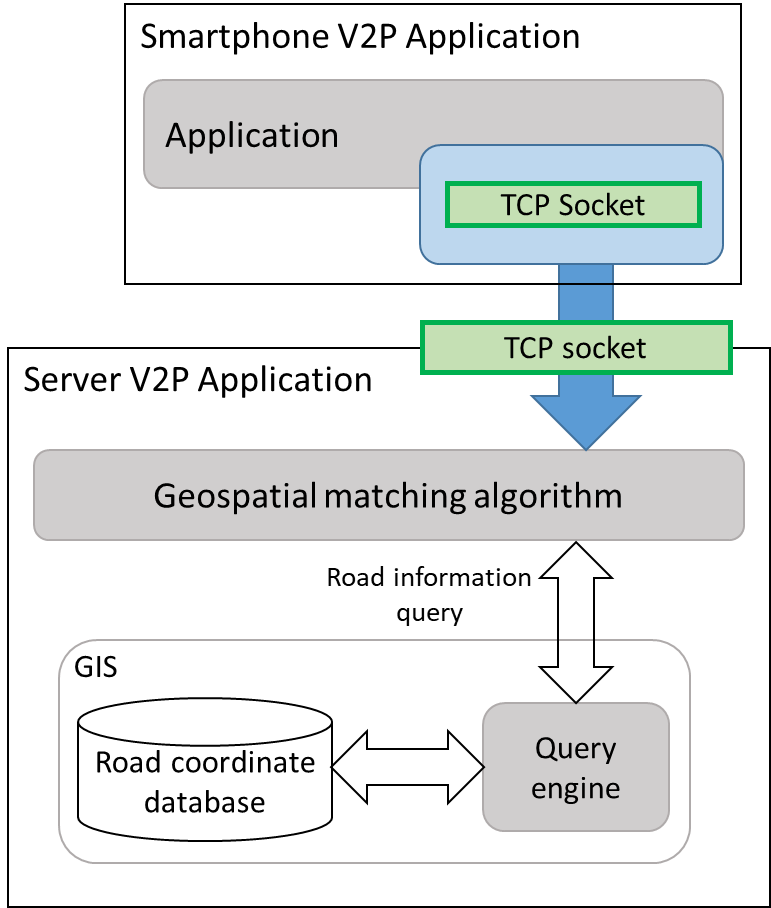 Smartphone V2P Application
Application
TCP Socket
TCP socket
Server V2P Application
Geospatial matching algorithm
Road information
query
GIS
Road coordinate
database
Query
engine